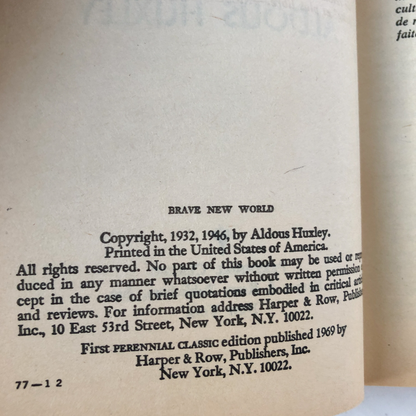 BRAVE NEW WORLD
Copyright, 1932, 1946, by Aldous Huxley.
Printed in the United States of America.
All rights reserved. No part of this book may be used or repro
duced in any manner whatsoever without written permission
cept in the case of brief quotations embodied in critical
and reviews. For information address Harper & Row, Publish
Inc., 10 East 53rd Street, New York, N.Y. 10022.
First PERENNIAL CLASSIC edition published 1969 by
Harper & Row, Publishers, Inc.
New York, N.Y. 10022.
77—1 2
cult
de r